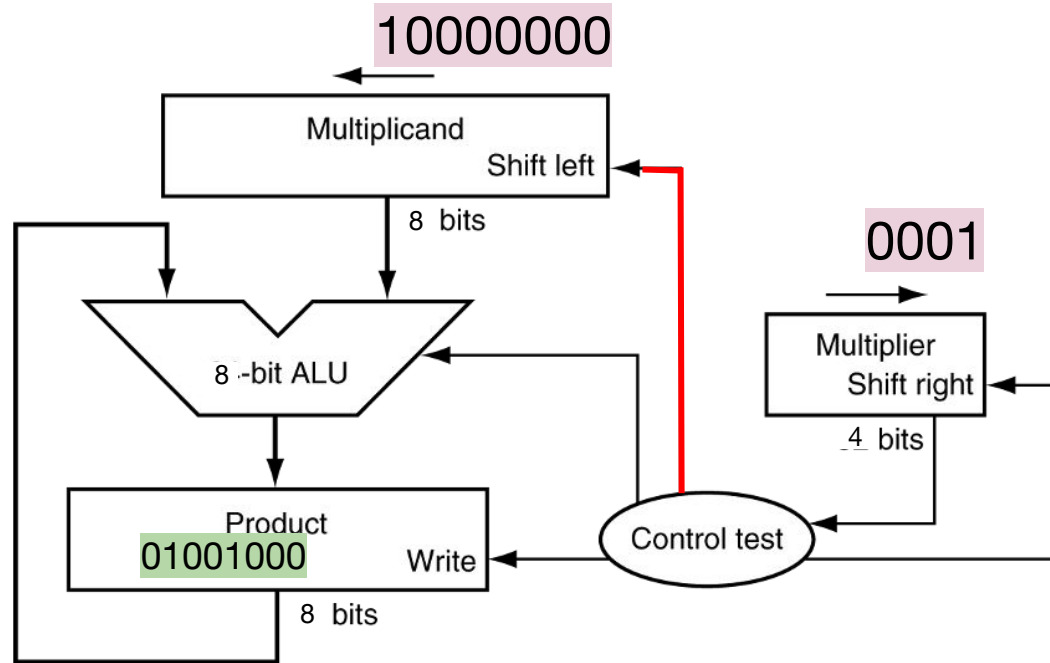 10000000
Multiplicand
Shift left
8 bits
0001
Multiplier
Shift right
4 bits
8 -bit ALU
Product
01001000
Write
Control test
8 bits